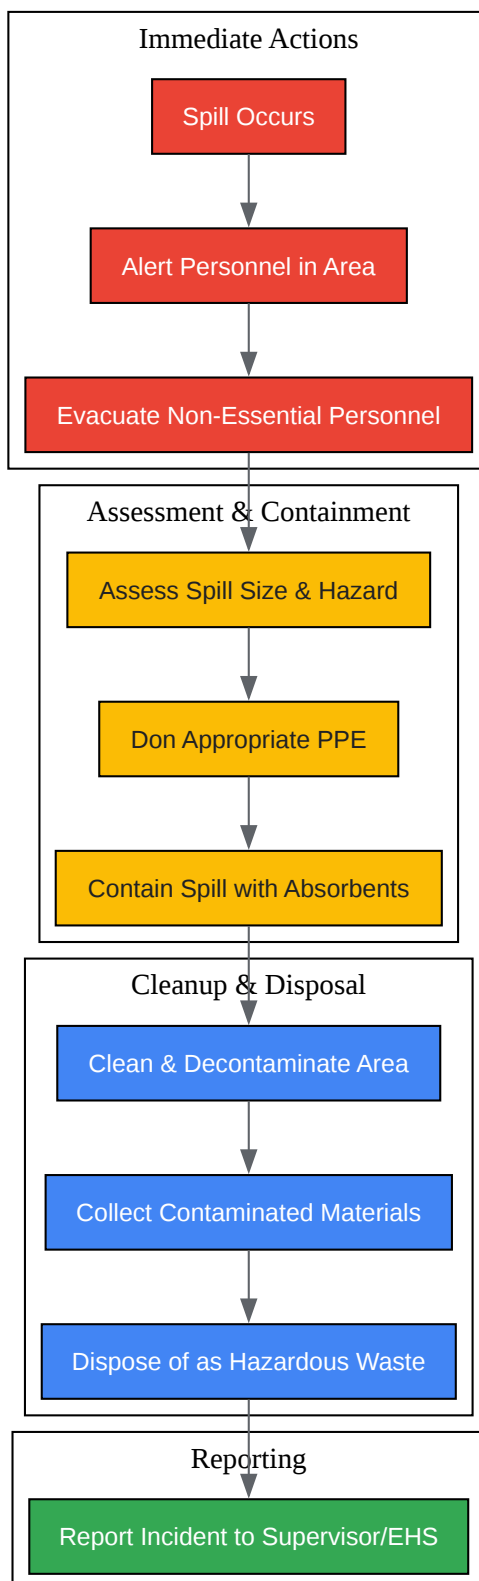 Immediate Actions
Spill Occurs
Alert Personnel in Area
Evacuate Non-Essential Personnel
Assessment & Containment
Assess Spill Size & Hazard
Don Appropriate PPE
Contain Spill with Absorbents
Cleanup & Disposal
Clean & Decontaminate Area
Collect Contaminated Materials
Dispose of as Hazardous Waste
Reporting
Report Incident to Supervisor/EHS